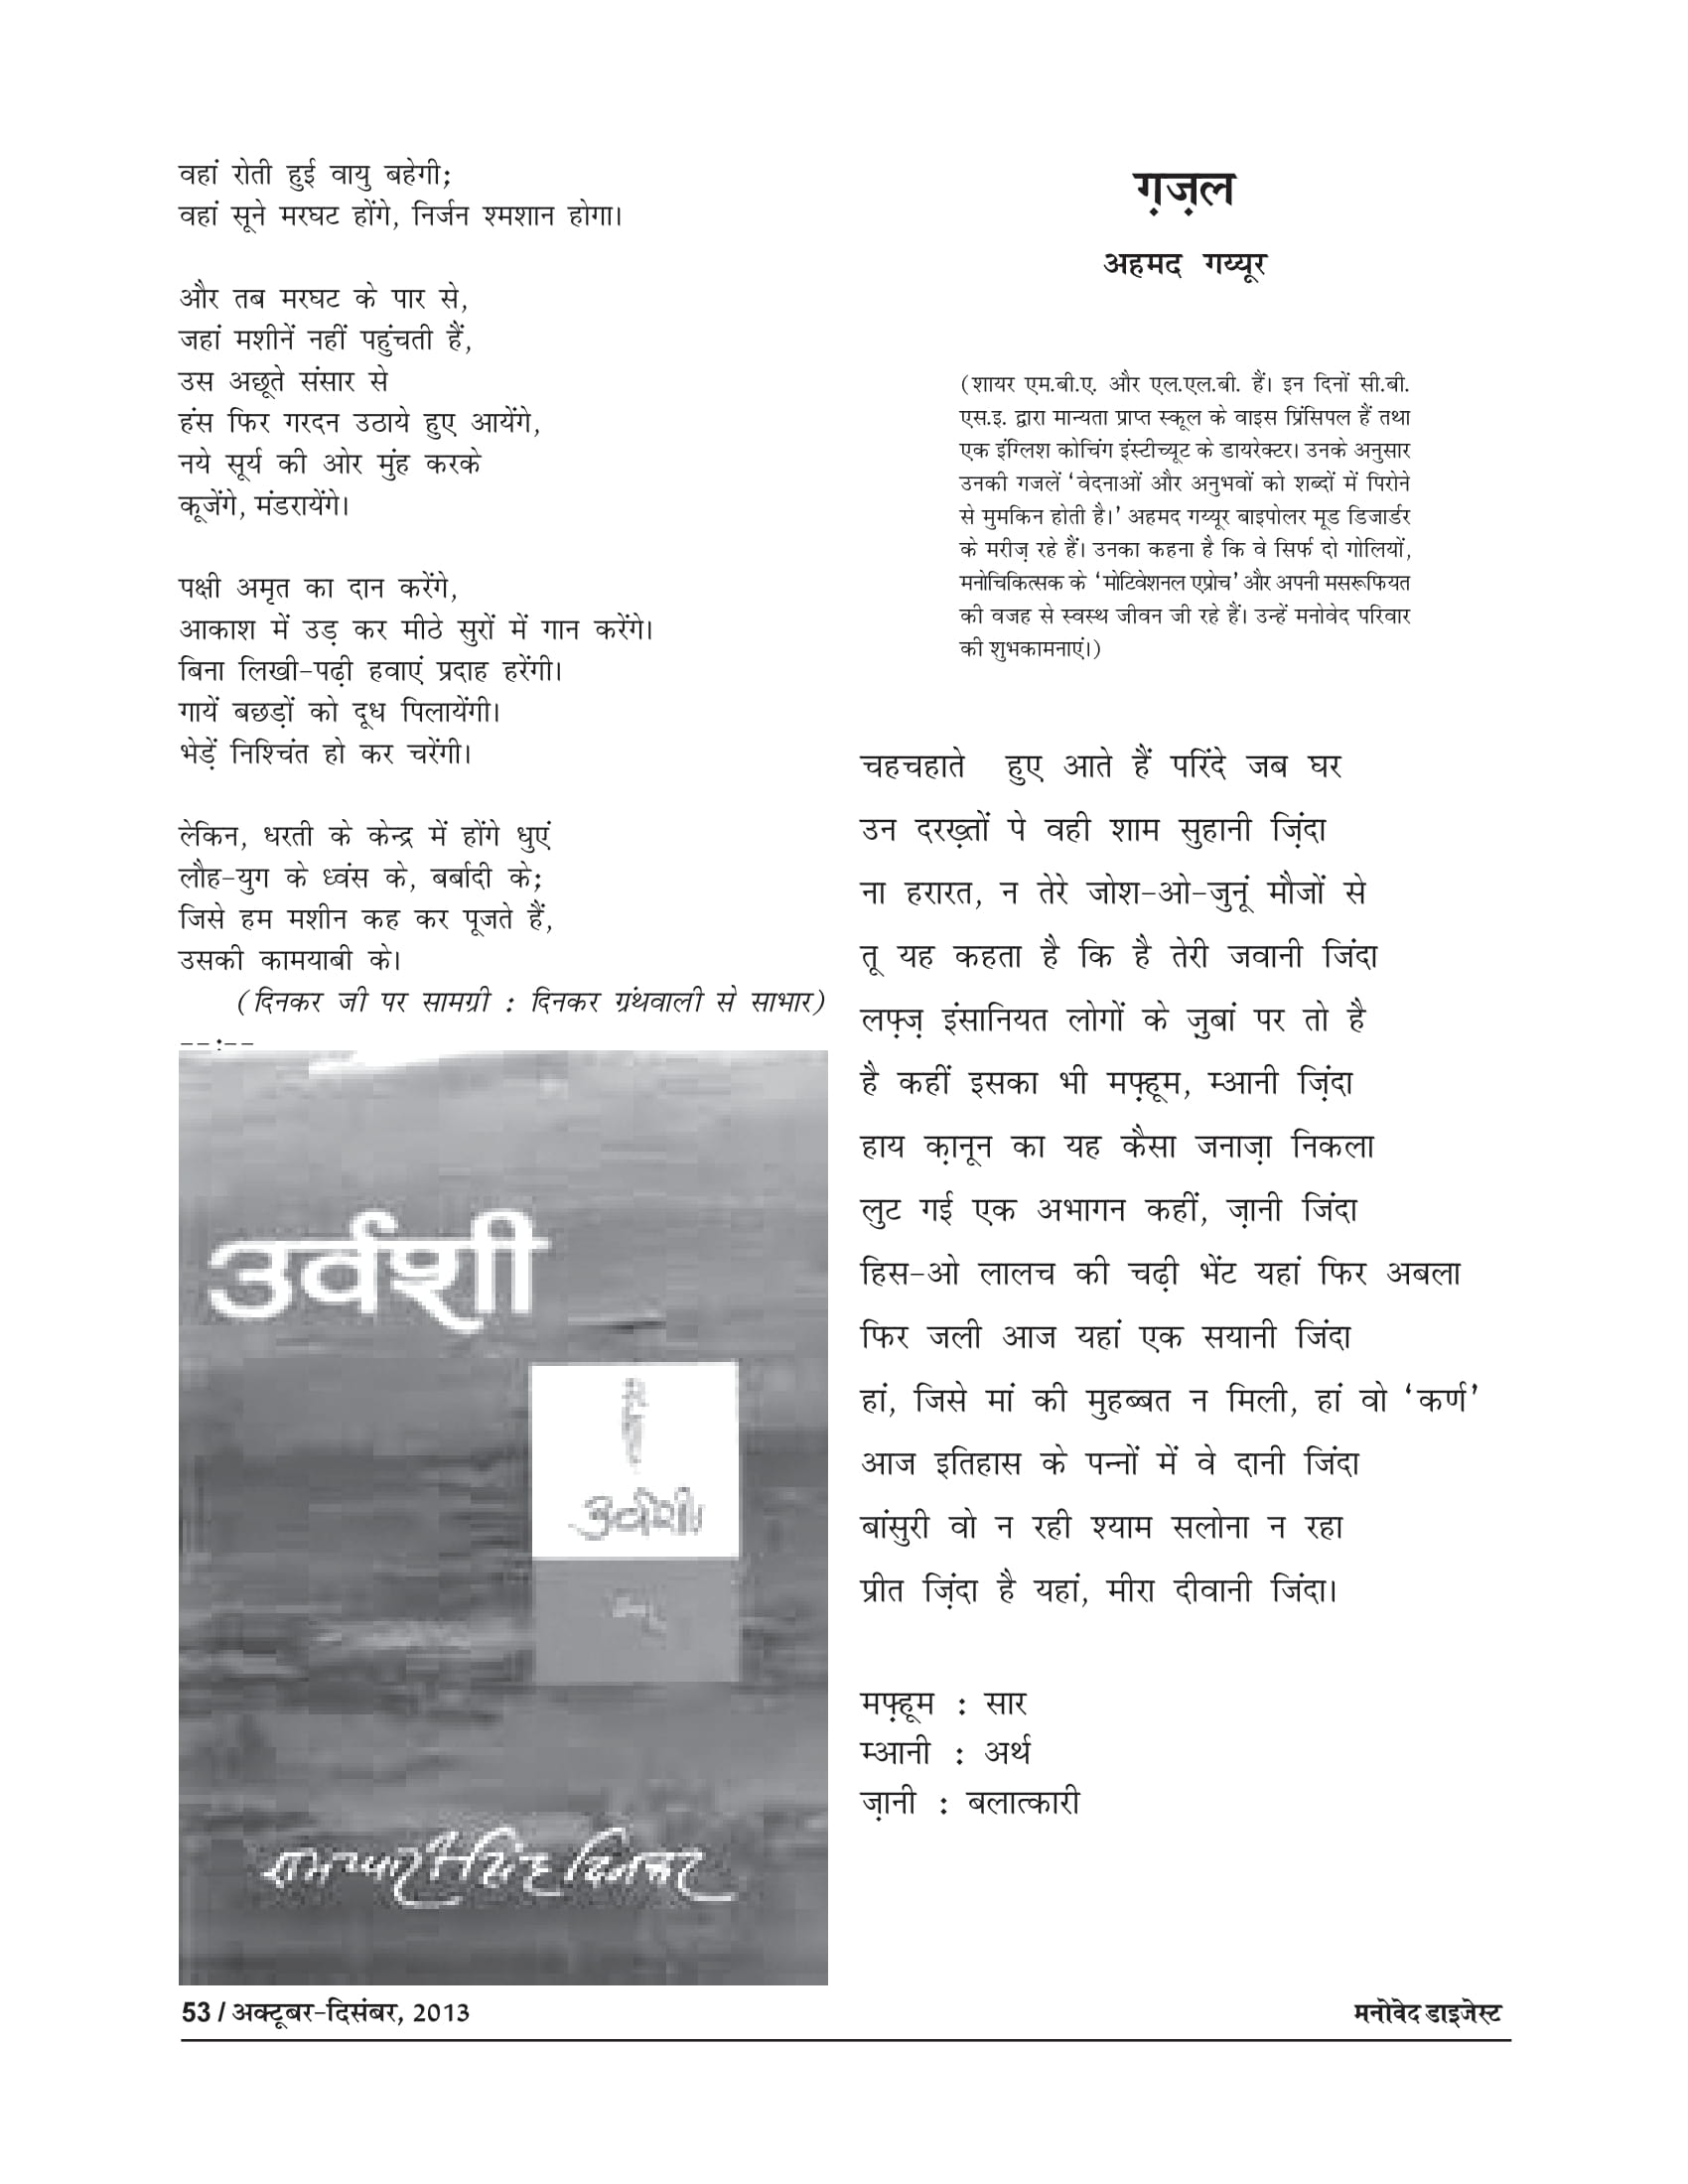 वहां रोती हुई वायु बहेगी;
वहां सूने मरघट होंगे, निर्जन श्मशान होगा।
और तब मरघट के पार से,
जहां मशीनें नहीं पहुंचती हैं,
उस अछूते संसार से
हंस फिर गरदन उठाये हुए आयेंगे,
नये सूर्य की ओर मुंह करके
कूजेंगे, मंडरायेंगे।
पक्षी अमृत का दान करेंगे,
आकाश में उड़ कर मीठे सुरों में गान करेंगे।
बिना लिखी-पढ़ी हवाएं प्रदाह हरेंगी।
गायें बछड़ों को दूध पिलायेंगी।
भेड़ें निश्चिंत हो कर चरेंगी।
लेकिन, धरती के केन्द्र में होंगे धुएं
लौह-युग के ध्वंस के, बर्बादी के;
जिसे हम मशीन कह कर पूजते हैं,
उसकी कामयाबी के।
(दिनकर जी पर सामग्री : दिनकर ग्रंथवाली से साभार)
--:--
उर्वशी
उर्वशी
रामधारी सिंह दिनकर
ग़ज़ल
अहमद गय्यूर
(शायर एम.बी.ए. और एल.एल.बी. हैं। इन दिनों सी.बी.
एस.इ. द्वारा मान्यता प्राप्त स्कूल के वाइस प्रिंसिपल हैं तथा
एक इंग्लिश कोचिंग इंस्टीच्यूट के डायरेक्टर। उनके अनुसार
उनकी गजलें ‘वेदनाओं और अनुभवों को शब्दों में पिरोने
से मुमकिन होती है।’ अहमद गय्यूर बाइपोलर मूड डिजार्डर
के मरीज़ रहे हैं। उनका कहना है कि वे सिर्फ दो गोलियों,
मनोचिकित्सक के ‘मोटिवेशनल एप्रोच’ और अपनी मसरूफियत
की वजह से स्वस्थ जीवन जी रहे हैं। उन्हें मनोवेद परिवार
की शुभकामनाएं।)
चहचहाते हुए आते हैं परिंदे जब घर
उन दरख़्तों पे वही शाम सुहानी ज़िंदा
ना हरारत, न तेरे जोश-ओ-जुनूं मौजों से
तू यह कहता है कि है तेरी जवानी जिंदा
लफ़्ज़ इंसानियत लोगों के ज़ुबां पर तो है
है कहीं इसका भी मफ़्हूम, म्आनी ज़िंदा
हाय क़ानून का यह कैसा जनाज़ा निकला
लुट गई एक अभागन कहीं, ज़ानी जिंदा
हिस-ओ लालच की चढ़ी भेंट यहां फिर अबला
फिर जली आज यहां एक सयानी जिंदा
हां, जिसे मां की मुहब्बत न मिली, हां वो ‘कर्ण’
आज इतिहास के पन्नों में वे दानी जिंदा
बांसुरी वो न रही श्याम सलोना न रहा
प्रीत ज़िंदा है यहां, मीरा दीवानी जिंदा।
मफ़्हूम : सार
म्आनी : अर्थ
ज़ानी : बलात्कारी
53 / अक्टूबर-दिसंबर, 2013
मनोवेद डाइजेस्ट